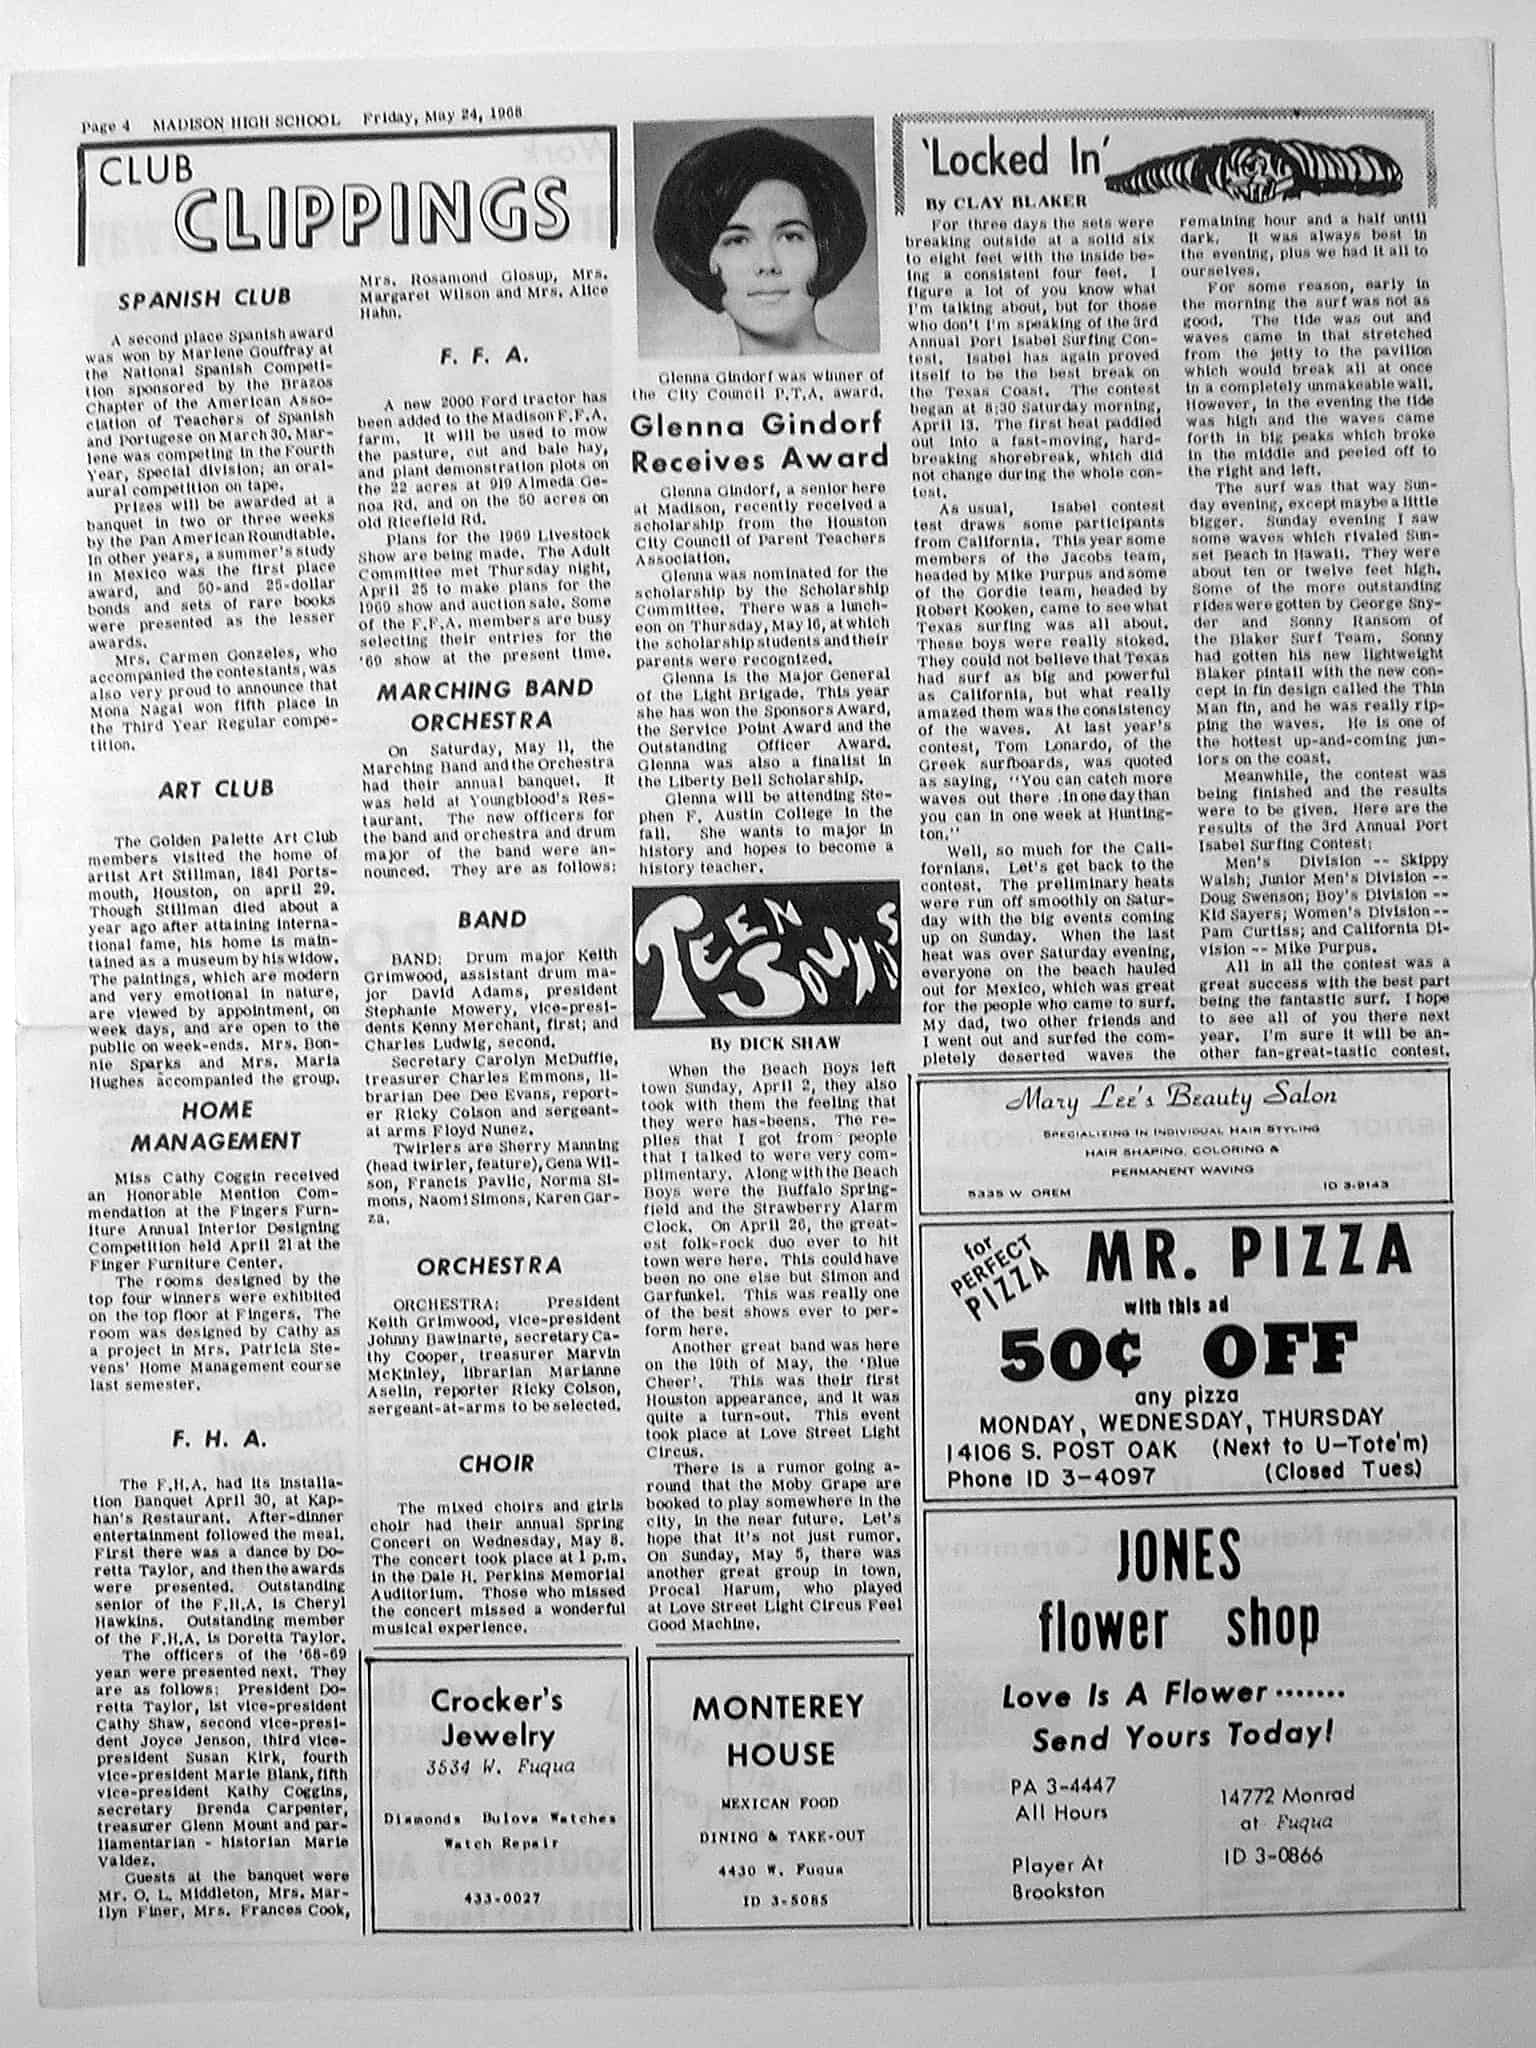 Page 4 MADISON HIGH SCHOOL Friday, May 24, 1968
CLUB
CLIPPINGS
SPANISH CLUB
A second place Spanish award
was won by Marlene Gouffray at
the National Spanish Competi-
tion sponsored by the Brazos
Chapter of the American Asso-
ciation of Teachers of Spanish
and Portugese on March 30. Mar-
lene was competing in the Fourth
Year, Special division; an oral-
aural competition on tape.
Prizes will be awarded at a
banquet in two or three weeks
by the Pan American Roundtable.
In other years, a summer's study
in Mexico was the first place
award, and 50-and 25-dollar
bonds and sets of rare books
were presented as the lesser
awards.
Mrs. Carmen Gonzeles, who
accompanied the contestants, was
also very proud to announce that
Mona Nagai won fifth place in
the Third Year Regular compe-
tition.
ART CLUB
The Golden Palette Art Club
members visited the home of
artist Art Stillman, 1841 Ports-
mouth, Houston, on april 29.
Though Stillman died about a
year ago after attaining interna-
tional fame, his home is main-
tained as a museum by his widow.
The paintings, which are modern
and very emotional in nature,
are viewed by appointment, on
week days, and are open to the
public on week-ends. Mrs. Bon-
nie Sparks and Mrs. Maria
Hughes accompanied the group.
HOME
MANAGEMENT
Miss Cathy Coggin received
an Honorable Mention Com-
mendation at the Fingers Furn-
iture Annual Interior Designing
Competition held April 21 at the
Finger Furniture Center.
The rooms designed by the
top four winners were exhibited
on the top floor at Fingers. The
room was designed by Cathy as
a project in Mrs. Patricia Ste-
vens' Home Management course
last semester.
F. H. A.
The F.H.A. had its Installa-
tion Banquet April 30, at Kap-
han's Restaurant. After-dinner
entertainment followed the meal.
First there was a dance by Do-
retta Taylor, and then the awards
were presented. Outstanding
senior of the F.H.A. is Cheryl
Hawkins. Outstanding member
of the F.H.A. is Doretta Taylor.
The officers of the '68-69
year were presented next. They
are as follows: President Do-
retta Taylor, 1st vice-president
Cathy Shaw, second vice-presi-
dent Joyce Jenson, third vice-
president Susan Kirk, fourth
vice-president Marie Blank, fifth
vice-president Kathy Coggins,
secretary Brenda Carpenter,
treasurer Glenn Mount and par-
liamentarian - historian Marie
Valdez.
Guests at the banquet were
Mr. O. L. Middleton, Mrs. Mar-
ilyn Finer, Mrs. Frances Cook,
Mrs. Rosamond Glosup, Mrs.
Margaret Wilson and Mrs. Alice
Hahn.
F. F. A.
A new 2000 Ford tractor has
been added to the Madison F.F.A.
farm. It will be used to mow
the pasture, cut and bale hay,
and plant demonstration plots on
the 22 acres at 919 Almeda Ge-
noa Rd. and on the 50 acres on
old Ricefield Rd.
Plans for the 1969 Livestock
Show are being made. The Adult
Committee met Thursday night,
April 25 to make plans for the
1969 show and auction sale. Some
of the F.F.A. members are busy
selecting their entries for the
'69 show at the present time.
MARCHING BAND
ORCHESTRA
On Saturday, May 11, the
Marching Band and the Orchestra
had their annual banquet. It
was held at Youngblood's Res-
taurant. The new officers for
the band and orchestra and drum
major of the band were an-
nounced. They are as follows:
BAND
BAND: Drum major Keith
Grimwood, assistant drum ma-
jor David Adams, president
Stephanie Mowery, vice-presi-
dents Kenny Merchant, first; and
Charles Ludwig, second.
Secretary Carolyn McDuffie,
treasurer Charles Emmons, li-
brarian Dee Dee Evans, report-
er Ricky Colson and sergeant-
at arms Floyd Nunez.
Twirlers are Sherry Manning
(head twirler, feature), Gena Wil-
son, Francis Pavlic, Norma Si-
mons, Naomi Simons, Karen Gar-
za.
ORCHESTRA
ORCHESTRA: President
Keith Grimwood, vice-president
Johnny Bawinarte, secretary Ca-
thy Cooper, treasurer Marvin
McKinley, librarian Marianne
Aselin, reporter Ricky Colson,
sergeant-at-arms to be selected.
CHOIR
The mixed choirs and girls
choir had their annual Spring
Concert on Wednesday, May 8.
The concert took place at 1 p.m.
in the Dale H. Perkins Memorial
Auditorium. Those who missed
the concert missed a wonderful
musical experience.
Crocker's
Jewelry
3534 W. Fuqua
Diamonds Bulova Watches
Watch Repair
433-0027
Glenna Gindorf was winner of
the City Council P.T.A. award.
Glenna Gindorf
Receives Award
Glenna Gindorf, a senior here
at Madison, recently received a
scholarship from the Houston
City Council of Parent Teachers
Association.
Glenna was nominated for the
scholarship by the Scholarship
Committee. There was a lunch-
eon on Thursday, May 16, at which
the scholarship students and their
parents were recognized.
Glenna is the Major General
of the Light Brigade. This year
she has won the Sponsors Award,
the Service Point Award and the
Outstanding Officer Award.
Glenna was also a finalist in
the Liberty Bell Scholarship.
Glenna will be attending Ste-
phen F. Austin College in the
fall. She wants to major in
history and hopes to become a
history teacher.
TEEN
SOUNDS
By DICK SHAW
When the Beach Boys left
town Sunday, April 2, they also
took with them the feeling that
they were has-beens. The re-
plies that I got from people
that I talked to were very com-
plimentary. Along with the Beach
Boys were the Buffalo Spring-
field and the Strawberry Alarm
Clock. On April 26, the great-
est folk-rock duo ever to hit
town were here. This could have
been no one else but Simon and
Garfunkel. This was really one
of the best shows ever to per-
form here.
Another great band was here
on the 19th of May, the 'Blue
Cheer'. This was their first
Houston appearance, and it was
quite a turn-out. This event
took place at Love Street Light
Circus.
There is a rumor going a-
round that the Moby Grape are
booked to play somewhere in the
city, in the near future. Let's
hope that it's not just rumor.
On Sunday, May 5, there was
another great group in town,
Procal Harum, who played
at Love Street Light Circus Feel
Good Machine.
MONTEREY
HOUSE
MEXICAN FOOD
DINING & TAKE-OUT
4430 W. Fuqua
ID 3-5085
'Locked In'
By CLAY BLAKER
For three days the sets were
breaking outside at a solid six
to eight feet with the inside be-
ing a consistent four feet. I
figure a lot of you know what
I'm talking about, but for those
who don't I'm speaking of the 3rd
Annual Port Isabel Surfing Con-
test. Isabel has again proved
itself to be the best break on
the Texas Coast. The contest
began at 8:30 Saturday morning,
April 13. The first heat paddled
out into a fast-moving, hard-
breaking shorebreak, which did
not change during the whole con-
test.
As usual, Isabel contest
test draws some participants
from California. This year some
members of the Jacobs team,
headed by Mike Purpus and some
of the Gordie team, headed by
Robert Kooken, came to see what
Texas surfing was all about.
These boys were really stoked.
They could not believe that Texas
had surf as big and powerful
as California, but what really
amazed them was the consistency
of the waves. At last year's
contest, Tom Lonardo, of the
Greek surfboards, was quoted
as saying, "You can catch more
waves out there in one day than
you can in one week at Hunting-
ton."
Well, so much for the Cali-
fornians. Let's get back to the
contest. The preliminary heats
were run off smoothly on Satur-
day with the big events coming
up on Sunday. When the last
heat was over Saturday evening,
everyone on the beach hauled
out for Mexico, which was great
for the people who came to surf.
My dad, two other friends and
I went out and surfed the com-
pletely deserted waves the
remaining hour and a half until
dark. It was always best in
the evening, plus we had it all to
ourselves.
For some reason, early in
the morning the surf was not as
good. The tide was out and
waves came in that stretched
from the jetty to the pavilion
which would break all at once
in a completely unmakeable wall.
However, in the evening the tide
was high and the waves came
forth in big peaks which broke
in the middle and peeled off to
the right and left.
The surf was that way Sun-
day evening, except maybe a little
bigger. Sunday evening I saw
some waves which rivaled Sun-
set Beach in Hawaii. They were
about ten or twelve feet high.
Some of the more outstanding
rides were gotten by George Sny-
der and Sonny Ransom of
the Blaker Surf Team. Sonny
had gotten his new lightweight
Blaker pintail with the new con-
cept in fin design called the Thin
Man fin, and he was really rip-
ping the waves. He is one of
the hottest up-and-coming jun-
iors on the coast.
Meanwhile, the contest was
being finished and the results
were to be given. Here are the
results of the 3rd Annual Port
Isabel Surfing Contest:
Men's Division -- Skippy
Walsh; Junior Men's Division --
Doug Swenson; Boy's Division --
Kid Sayers; Women's Division--
Pam Curtiss; and California Di-
vision -- Mike Purpus.
All in all the contest was a
great success with the best part
being the fantastic surf. I hope
to see all of you there next
year. I'm sure it will be an-
other fan-great-tastic contest.
Mary Lee's Beauty Salon
SPECIALIZING IN INDIVIDUAL HAIR STYLING
HAIR SHAPING, COLORING &
PERMANENT WAVING
5335 W OREM ID 3-9143
for
PERFECT
PIZZA
MR. PIZZA
with this ad
50¢ OFF
any pizza
MONDAY, WEDNESDAY, THURSDAY
14106 S. POST OAK (Next to U-Tote'm)
Phone ID 3-4097 (Closed Tues)
JONES
flower shop
Love Is A Flower.......
Send Yours Today!
PA 3-4447
All Hours
Player At
Brookston
14772 Monrad
at Fuqua
ID 3-0866